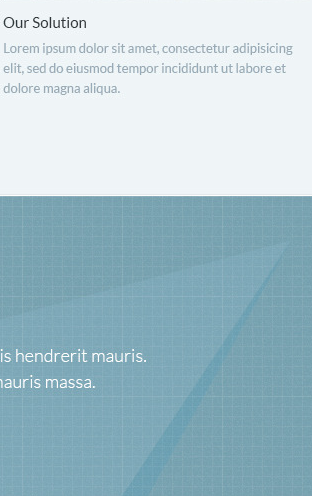 Our Solution
Lorem ipsum dolor sit amet, consectetur adipisicing
elit, sed do eiusmod tempor incididunt ut labore et
dolore magna aliqua.
is hendrerit mauris.
mauris massa.